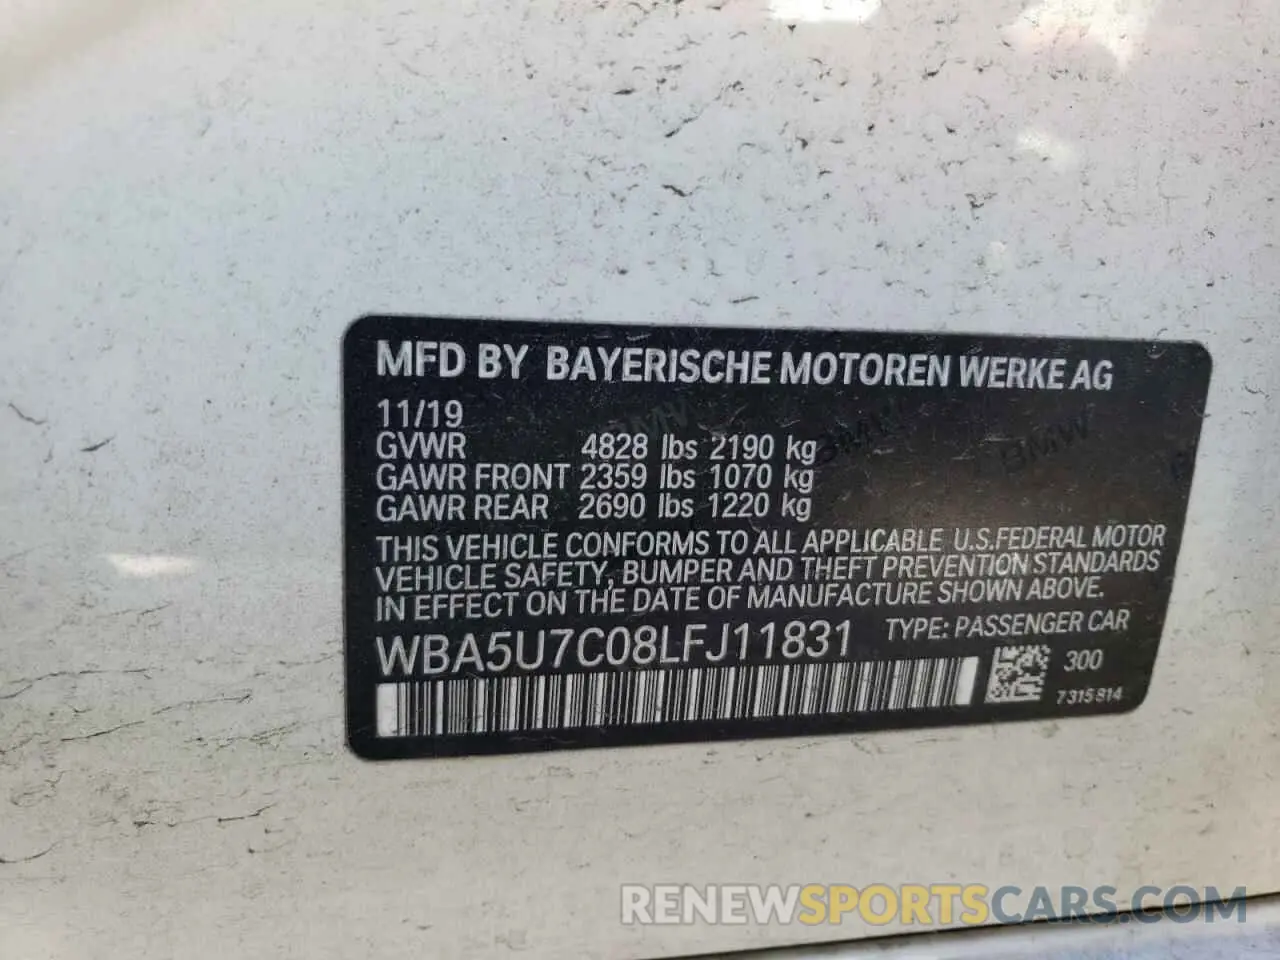 MFD BY BAYERISCHE MOTOREN WERKE AG
11/19
GVWR 4828 lbs 2190 kg
GAWR FRONT 2359 lbs 1070 kg
GAWR REAR 2690 lbs 1220 kg
THIS VEHICLE CONFORMS TO ALL APPLICABLE U.S.FEDERAL MOTOR
VEHICLE SAFETY, BUMPER AND THEFT PREVENTION STANDARDS
IN EFFECT ON THE DATE OF MANUFACTURE SHOWN ABOVE.
WBA5U7C08LFJ11831 TYPE: PASSENGER CAR
300
7315814
BMW BMW BMW
RENEWSPORTSCARS.COM